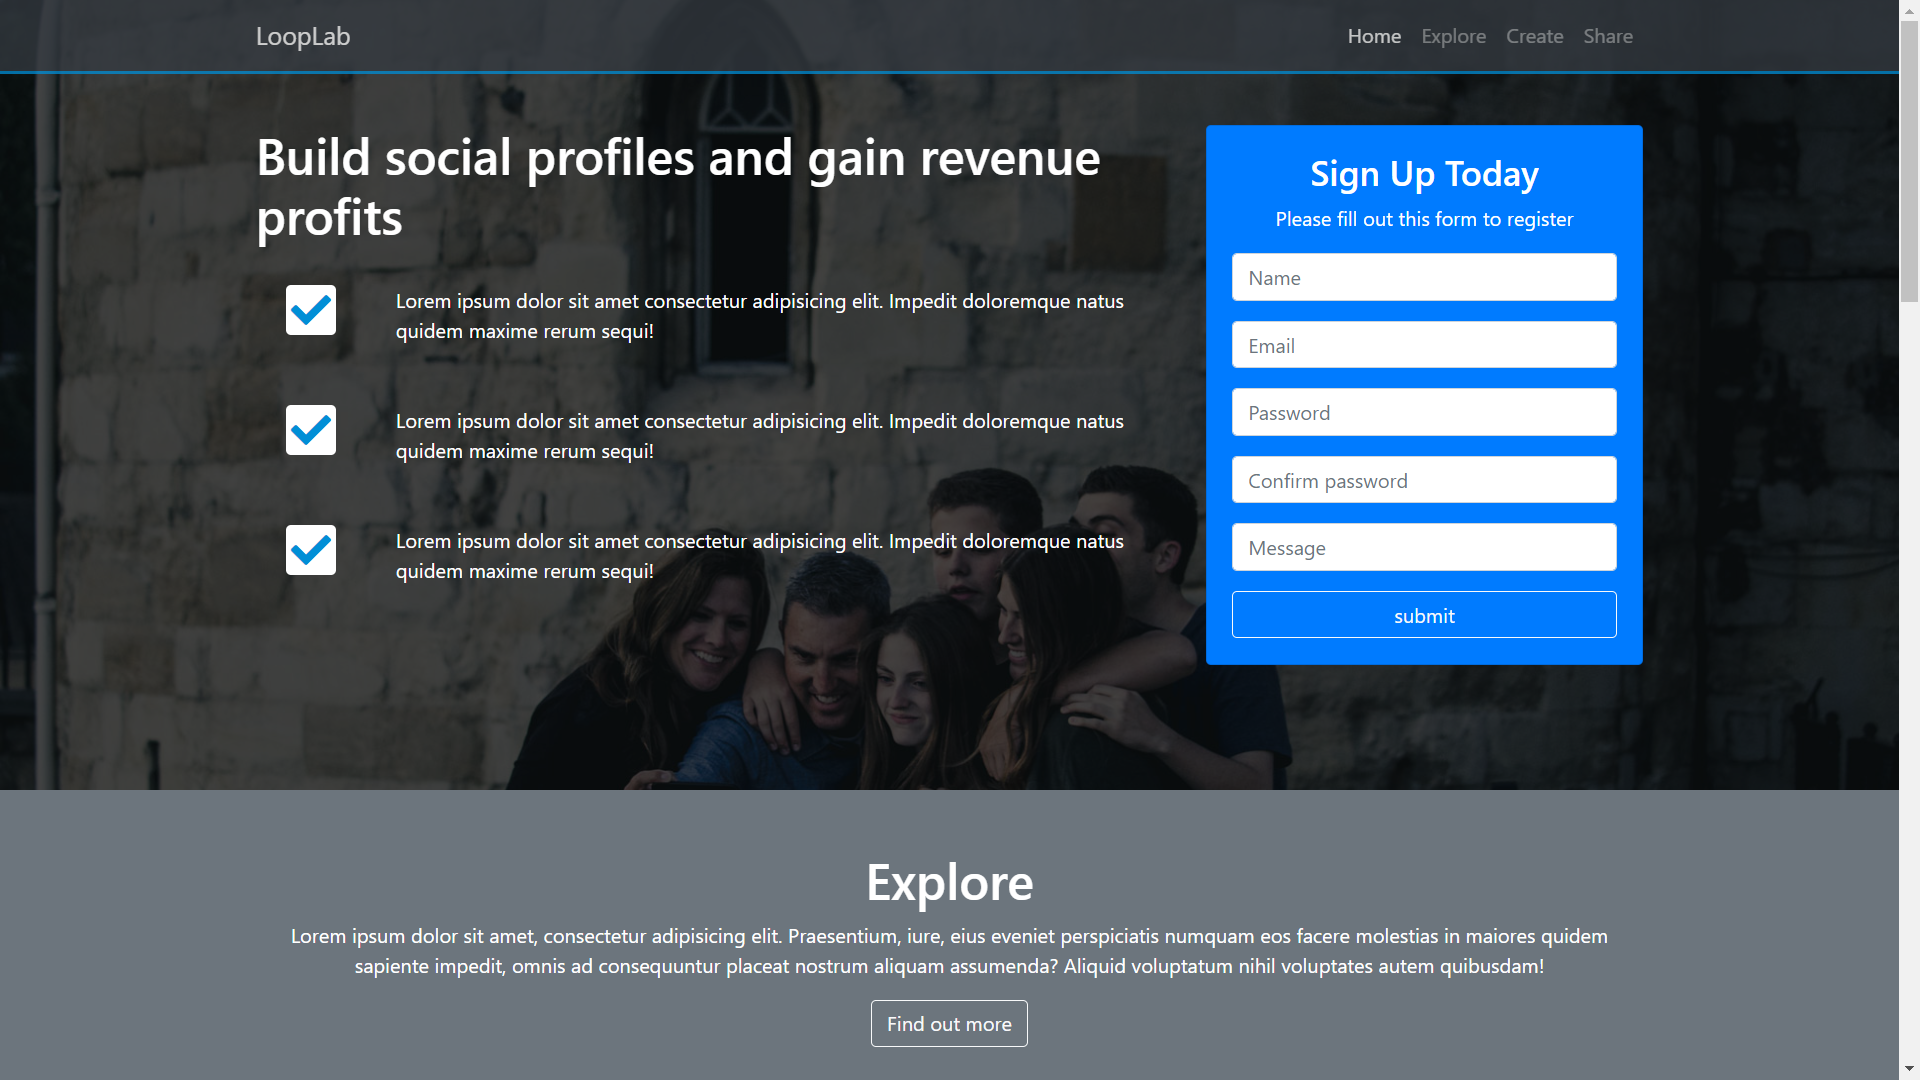 LoopLab
Home Explore Create Share
Build social profiles and gain revenue
profits
Lorem ipsum dolor sit amet consectetur adipisicing elit. Impedit doloremque natus
quidem maxime rerum sequi!
Lorem ipsum dolor sit amet consectetur adipisicing elit. Impedit doloremque natus
quidem maxime rerum sequi!
Lorem ipsum dolor sit amet consectetur adipisicing elit. Impedit doloremque natus
quidem maxime rerum sequi!
Sign Up Today
Please fill out this form to register
Name
Email
Password
Confirm password
Message
submit
Explore
Lorem ipsum dolor sit amet, consectetur adipisicing elit. Praesentium, iure, eius eveniet perspiciatis numquam eos facere molestias in maiores quidem
sapiente impedit, omnis ad consequuntur placeat nostrum aliquam assumenda? Aliquid voluptatum nihil voluptates autem quibusdam!
Find out more